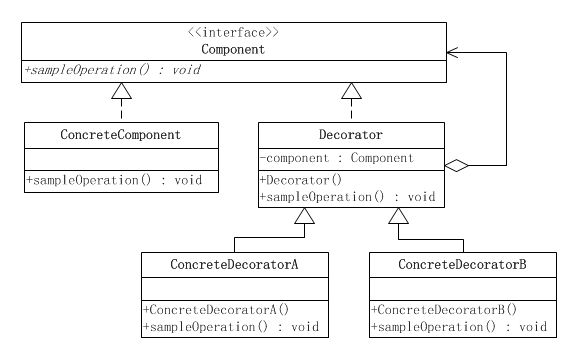 <<interface>>
Component
+sampleOperation() : void
ConcreteComponent
+sampleOperation() : void
Decorator
-component : Component
+Decorator()
+sampleOperation() : void
ConcreteDecoratorA
+ConcreteDecoratorA()
+sampleOperation() : void
ConcreteDecoratorB
+ConcreteDecoratorB()
+sampleOperation() : void